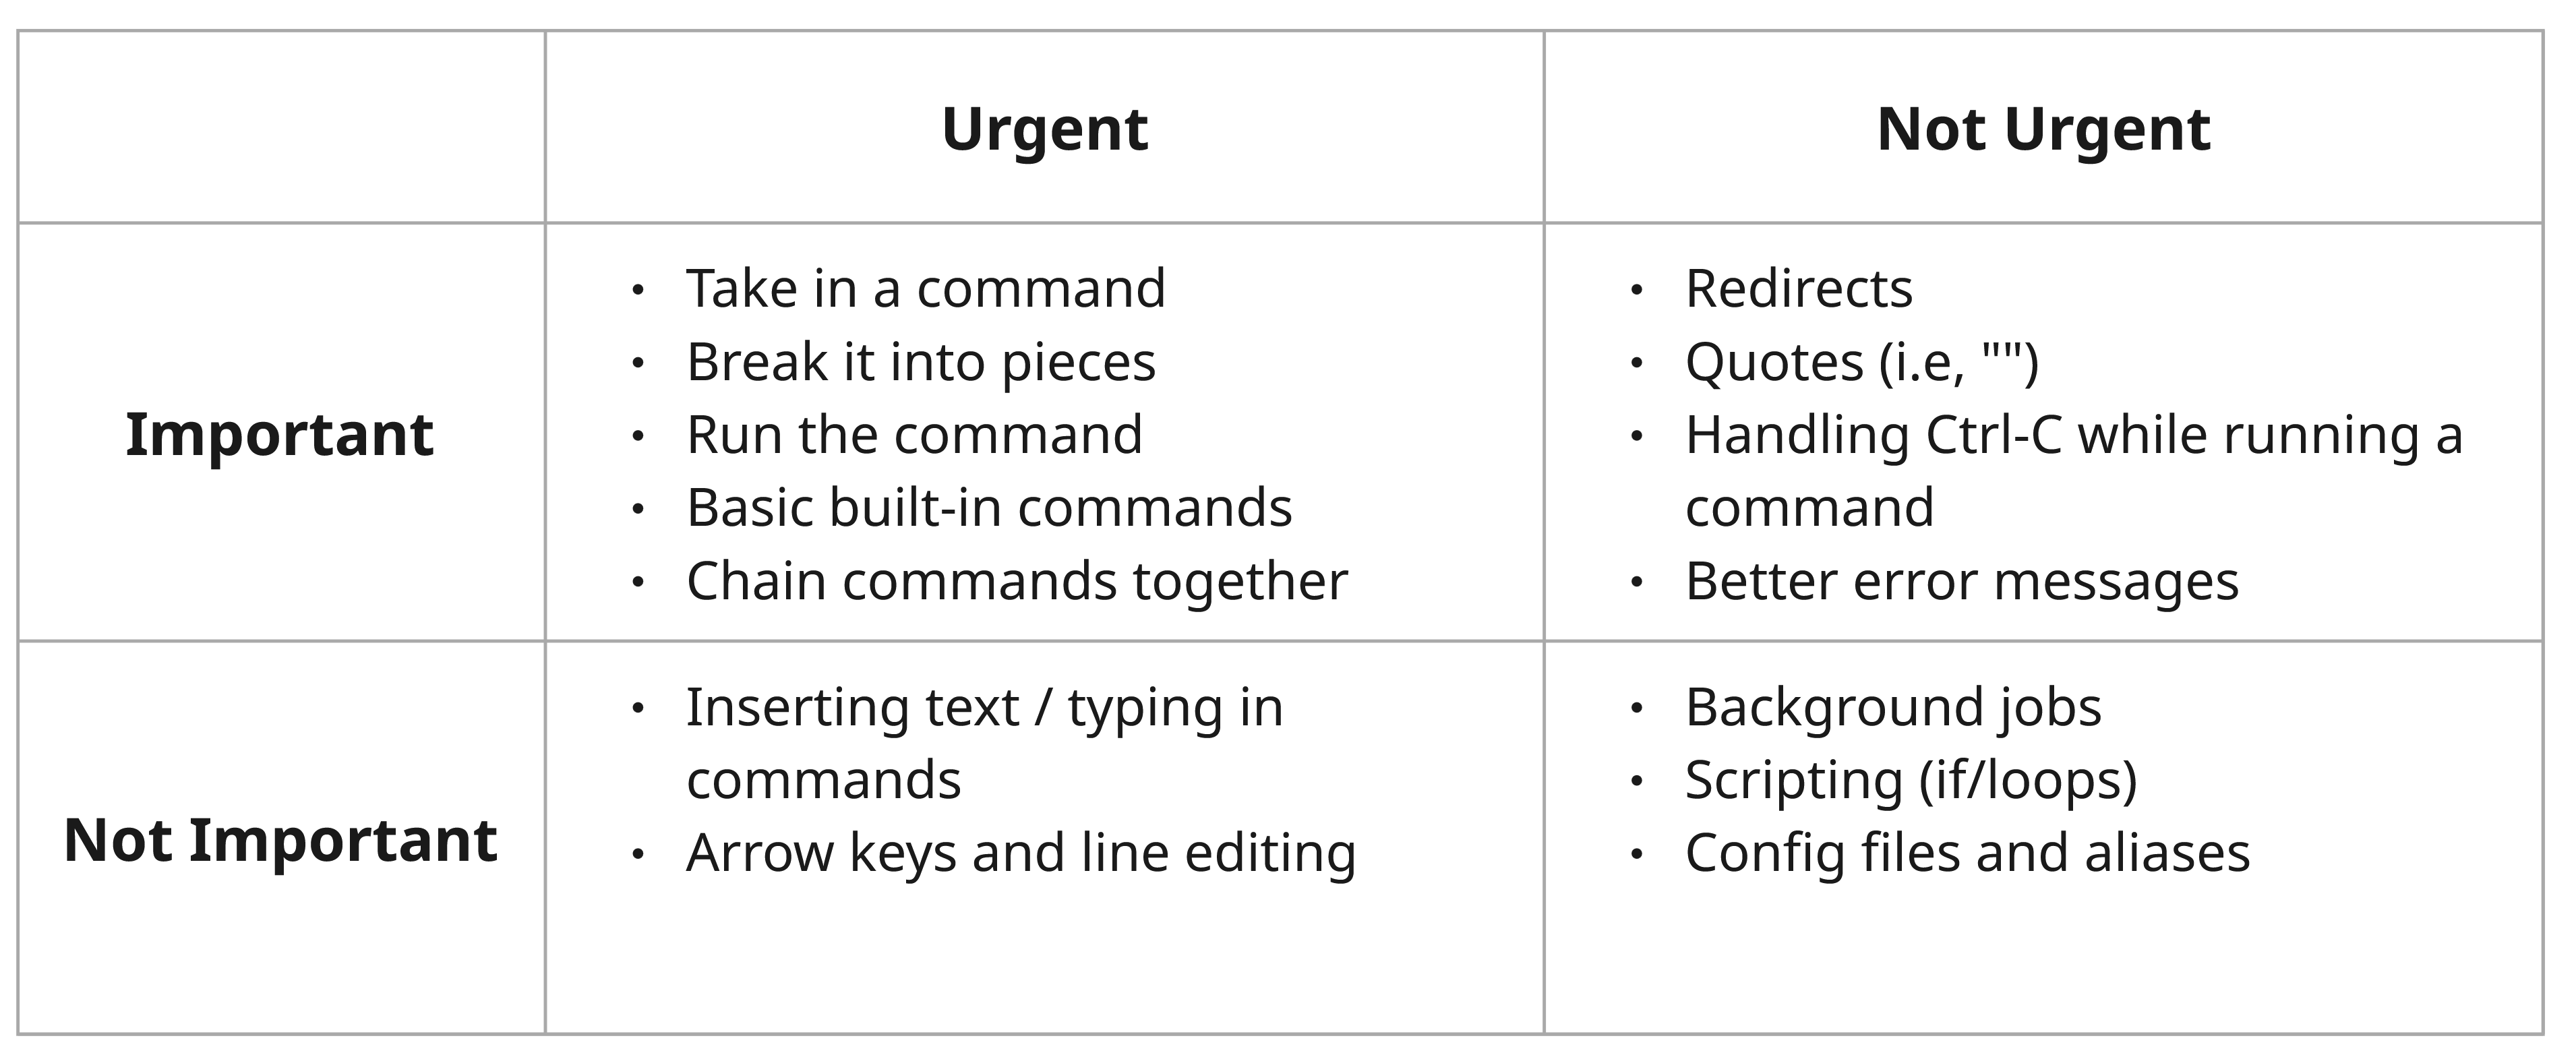 Urgent
Not Urgent
Important
• Take in a command
• Break it into pieces
• Run the command
• Basic built-in commands
• Chain commands together
• Redirects
• Quotes (i.e, "")
• Handling Ctrl-C while running a
command
• Better error messages
Not Important
• Inserting text / typing in
commands
• Arrow keys and line editing
• Background jobs
• Scripting (if/loops)
• Config files and aliases